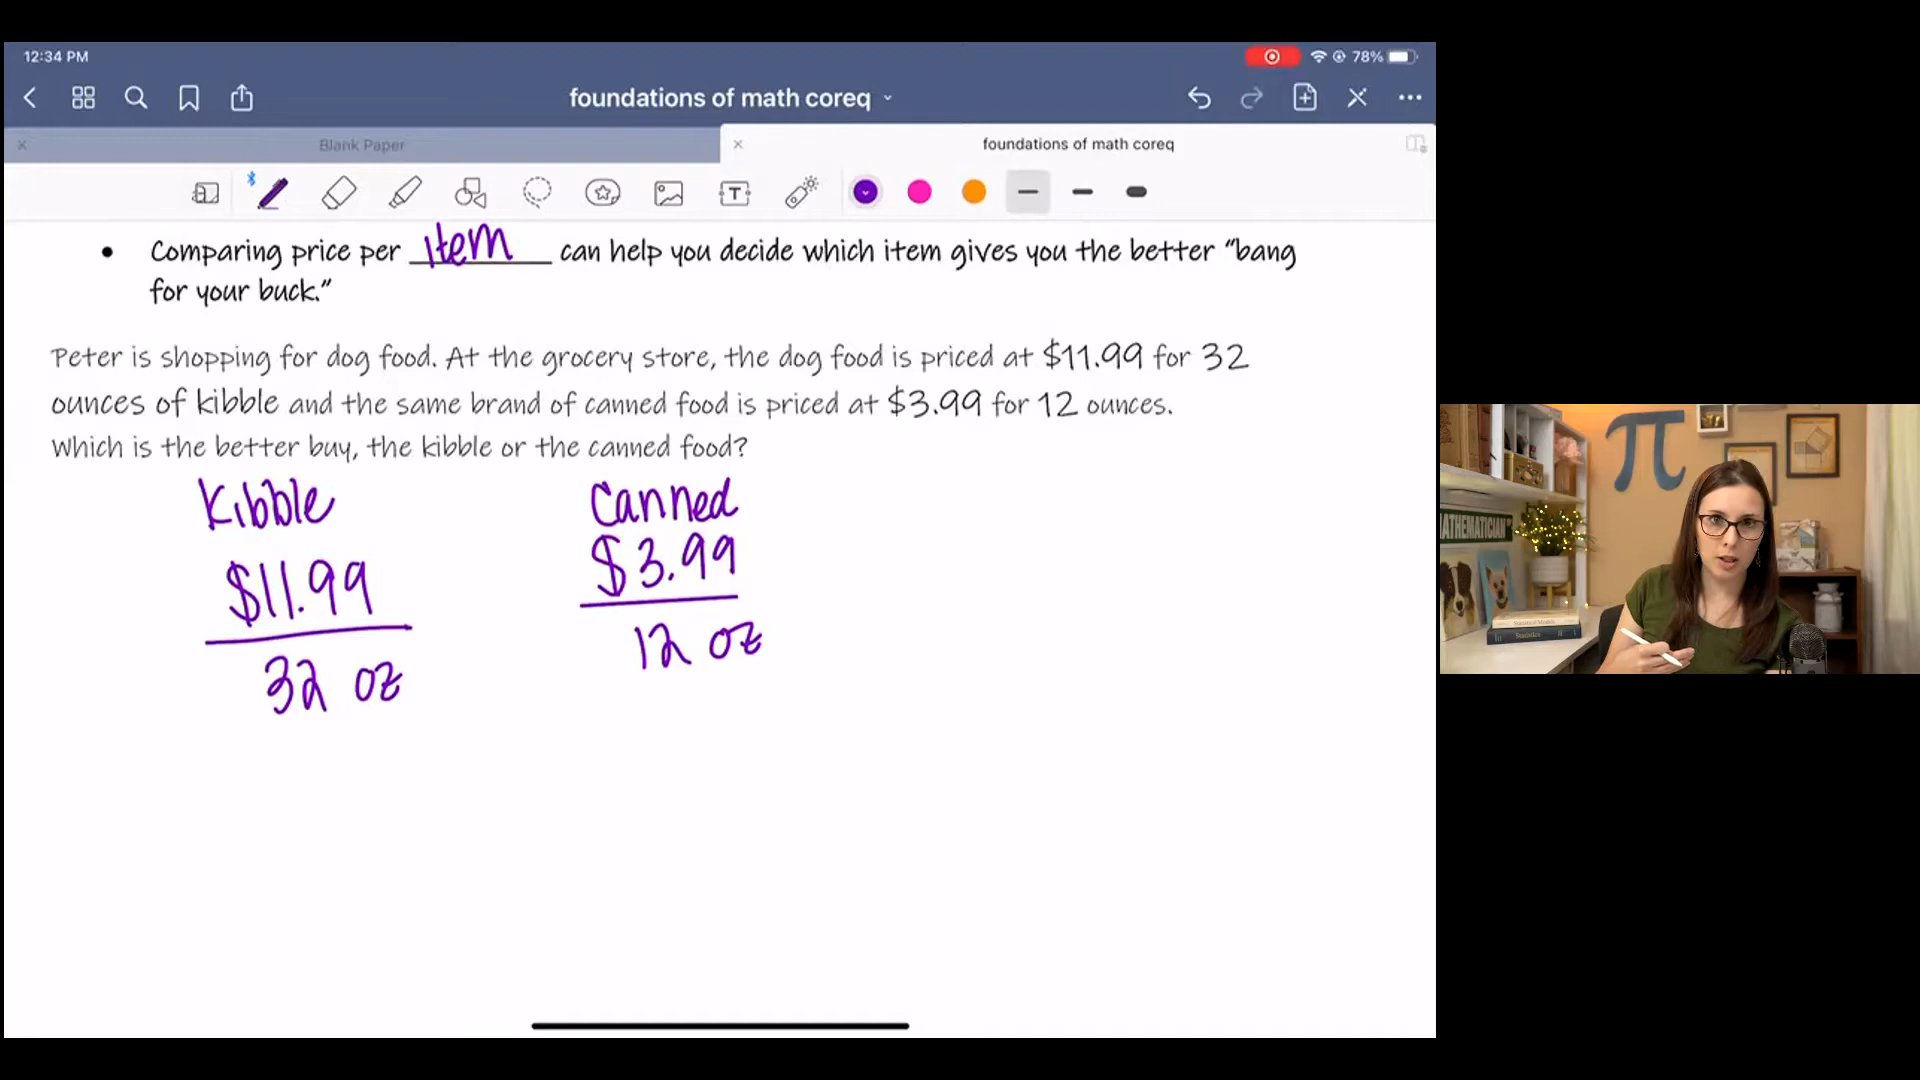 12:34 PM
78%
foundations of math coreq
Blank Paper
foundations of math coreq
• Comparing price per item can help you decide which item gives you the better “bang
for your buck.”
Peter is shopping for dog food. At the grocery store, the dog food is priced at $11.99 for 32
ounces of kibble and the same brand of canned food is priced at $3.99 for 12 ounces.
Which is the better buy, the kibble or the canned food?
Kibble
$11.99
32 oz
Canned
$3.99
12 oz
MATHEMATICIAN
Statistics